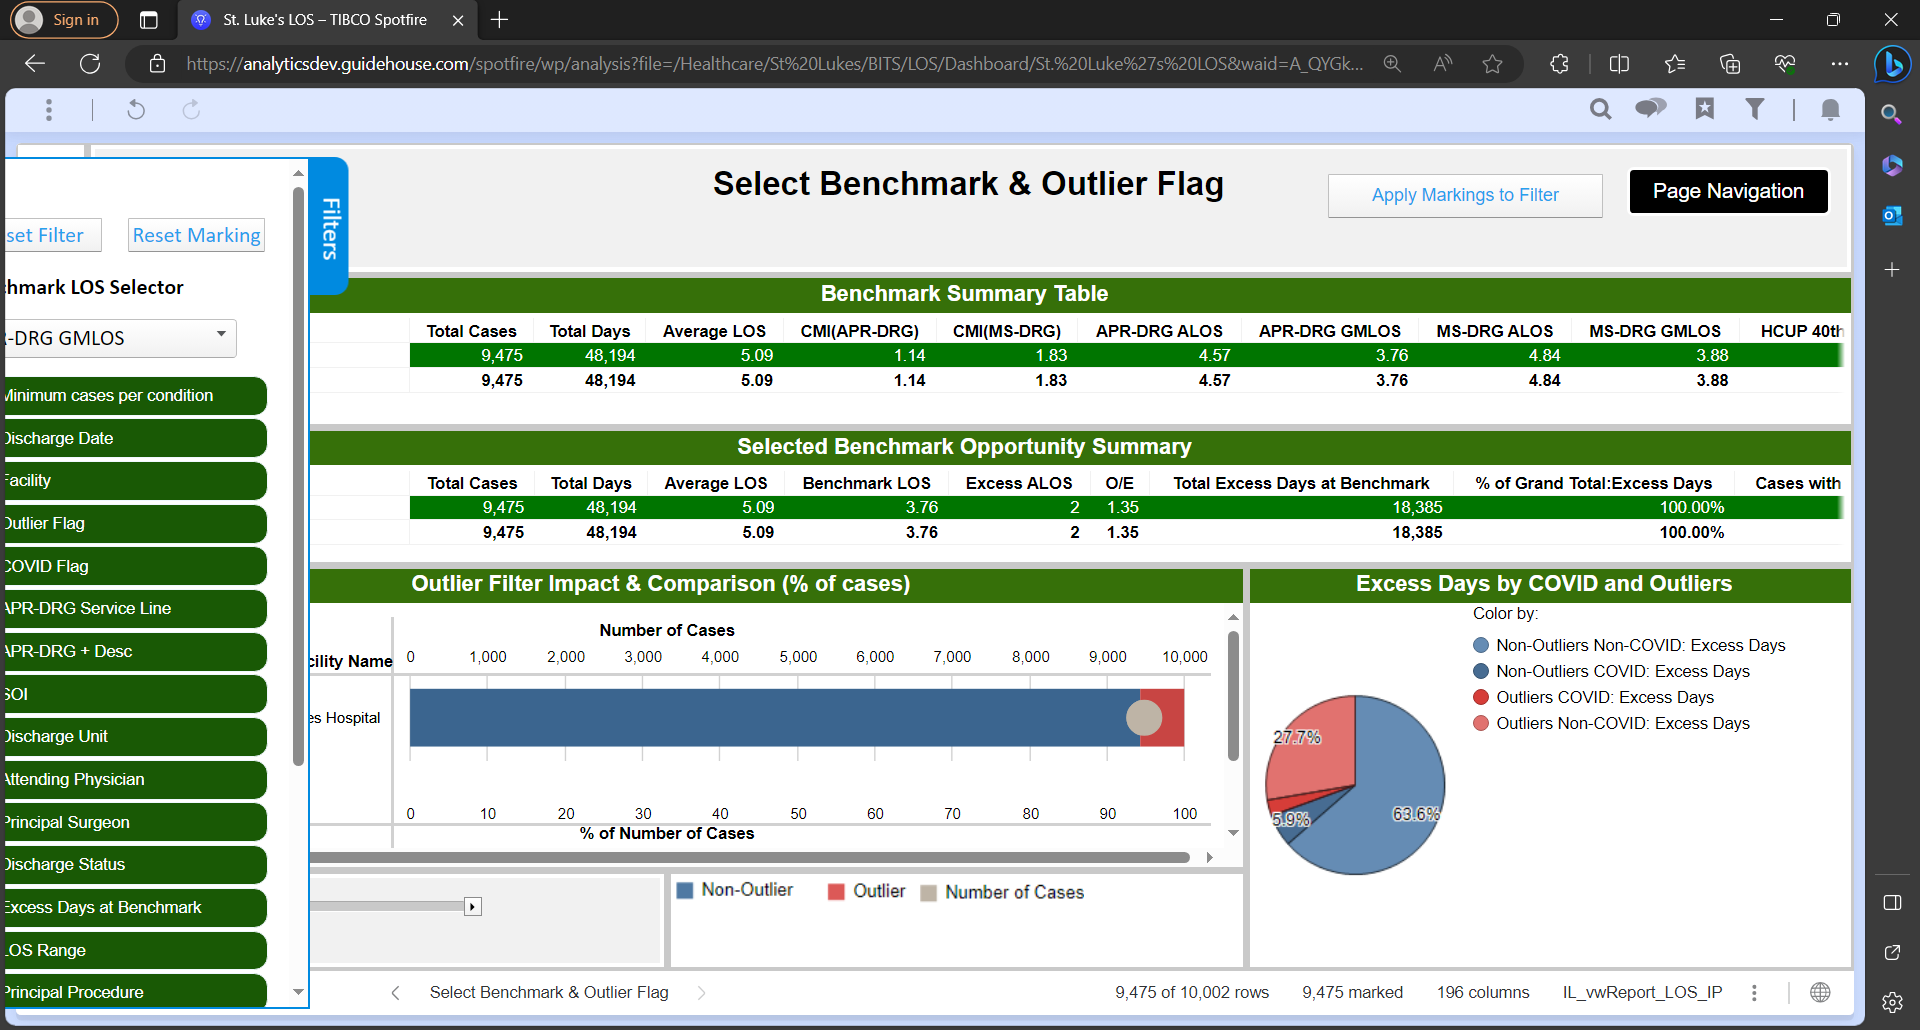 Sign in
St. Luke's LOS – TIBCO Spotfire
https://analyticsdev.guidehouse.com/spotfire/wp/analysis?file=/Healthcare/St%20Lukes/BITS/LOS/Dashboard/St.%20Luke%27s%20LOS&waid=A_QYGk...
Select Benchmark & Outlier Flag
Apply Markings to Filter
Page Navigation
Filters
set Filter
Reset Marking
chmark LOS Selector
R-DRG GMLOS
Minimum cases per condition
Discharge Date
Facility
Outlier Flag
COVID Flag
APR-DRG Service Line
APR-DRG + Desc
SOI
Discharge Unit
Attending Physician
Principal Surgeon
Discharge Status
Excess Days at Benchmark
LOS Range
Principal Procedure
Benchmark Summary Table
Total Cases Total Days Average LOS CMI(APR-DRG) CMI(MS-DRG) APR-DRG ALOS APR-DRG GMLOS MS-DRG ALOS MS-DRG GMLOS HCUP 40th
9,475 48,194 5.09 1.14 1.83 4.57 3.76 4.84 3.88
9,475 48,194 5.09 1.14 1.83 4.57 3.76 4.84 3.88
Selected Benchmark Opportunity Summary
Total Cases Total Days Average LOS Benchmark LOS Excess ALOS O/E Total Excess Days at Benchmark % of Grand Total:Excess Days Cases with
9,475 48,194 5.09 3.76 2 1.35 18,385 100.00%
9,475 48,194 5.09 3.76 2 1.35 18,385 100.00%
Outlier Filter Impact & Comparison (% of cases)
Number of Cases
cility Name 0 1,000 2,000 3,000 4,000 5,000 6,000 7,000 8,000 9,000 10,000
es Hospital
0 10 20 30 40 50 60 70 80 90 100
% of Number of Cases
Non-Outlier Outlier Number of Cases
Excess Days by COVID and Outliers
Color by:
Non-Outliers Non-COVID: Excess Days
Non-Outliers COVID: Excess Days
Outliers COVID: Excess Days
Outliers Non-COVID: Excess Days
27.7%
5.9%
63.6%
Select Benchmark & Outlier Flag
9,475 of 10,002 rows 9,475 marked 196 columns IL_vwReport_LOS_IP